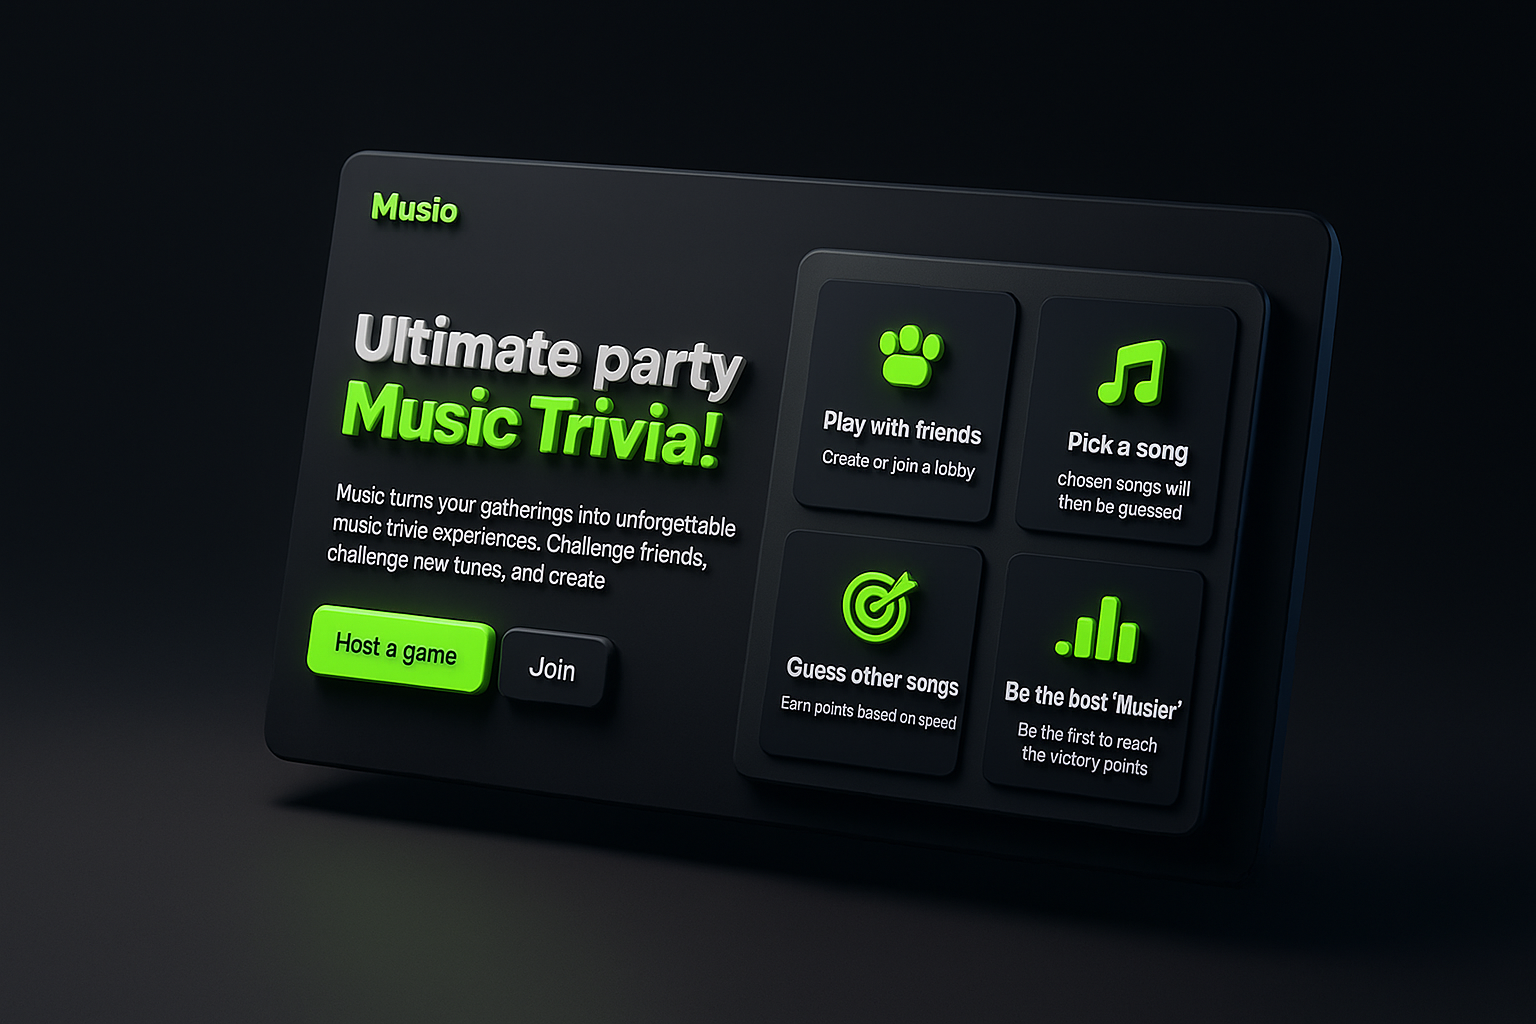 Musio
Ultimate party
Music Trivia!
Music turns your gatherings into unforgettable
music trivie experiences. Challenge friends,
challenge new tunes, and create
Host a game
Join
Play with friends
Create or join a lobby
Pick a song
chosen songs will
then be guessed
Guess other songs
Earn points based on speed
Be the bost ‘Musier’
Be the first to reach
the victory points